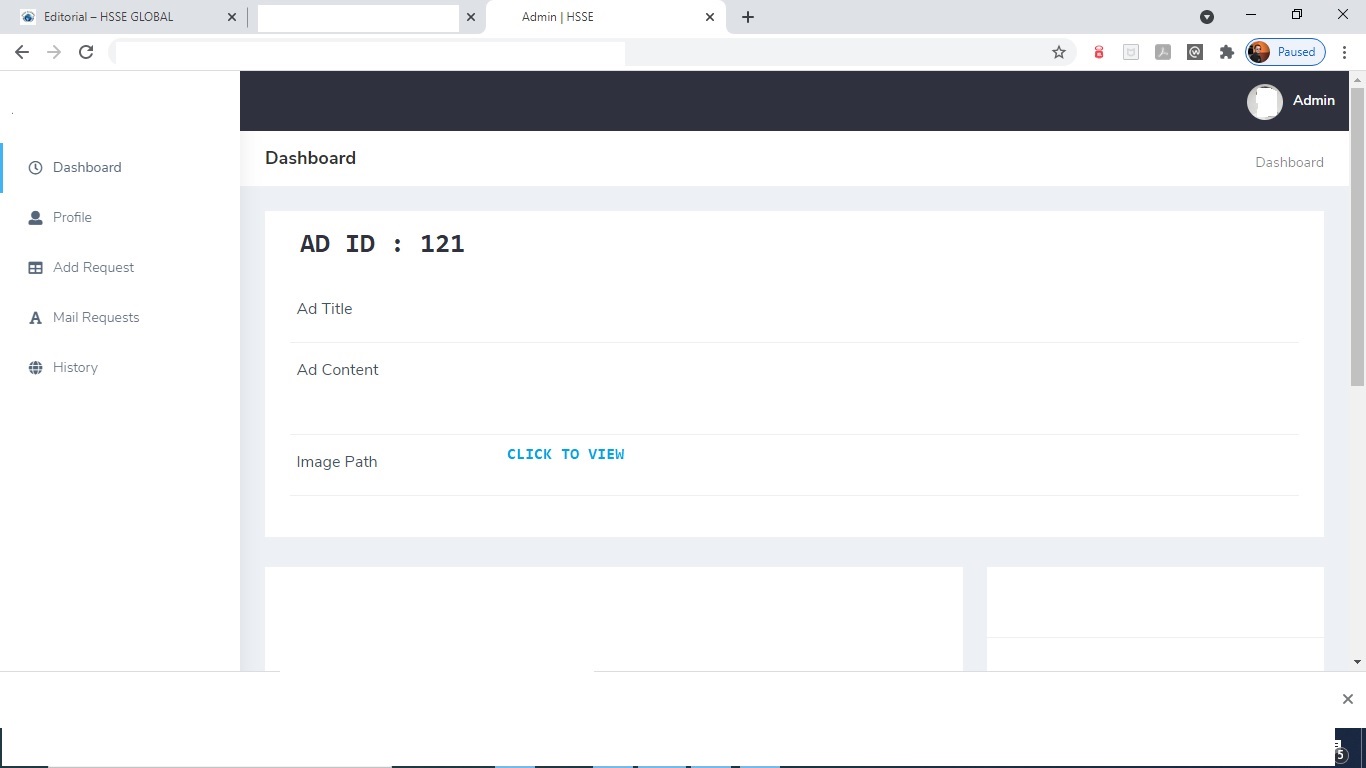 Editorial – HSSE GLOBAL
Admin | HSSE
Paused
Admin
Dashboard
Dashboard
Dashboard
Profile
Add Request
Mail Requests
History
AD ID : 121
Ad Title
Ad Content
Image Path
CLICK TO VIEW
5